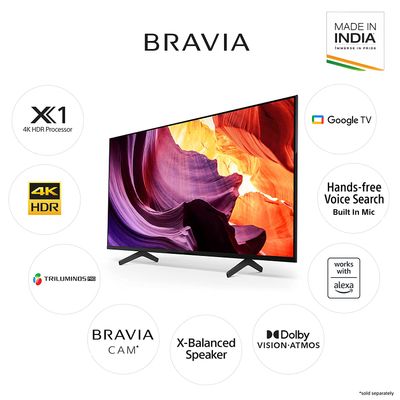 BRAVIA
MADE IN
INDIA
IMMERSE IN PRIDE
X1
4K HDR Processor
Google TV
4K
HDR
Hands-free
Voice Search
Built In Mic
TRILUMINOS PRO
works
with
alexa
BRAVIA
CAM*
X-Balanced
Speaker
Dolby
VISION·ATMOS
*sold separately